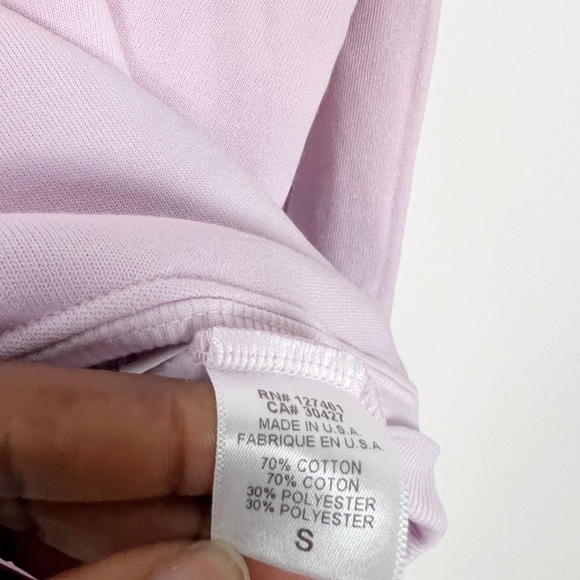 RN# 127461
CA# 30427
MADE IN U.S.A.
FABRIQUE EN U.S.A.
70% COTTON
70% COTON
30% POLYESTER
30% POLYESTER
S